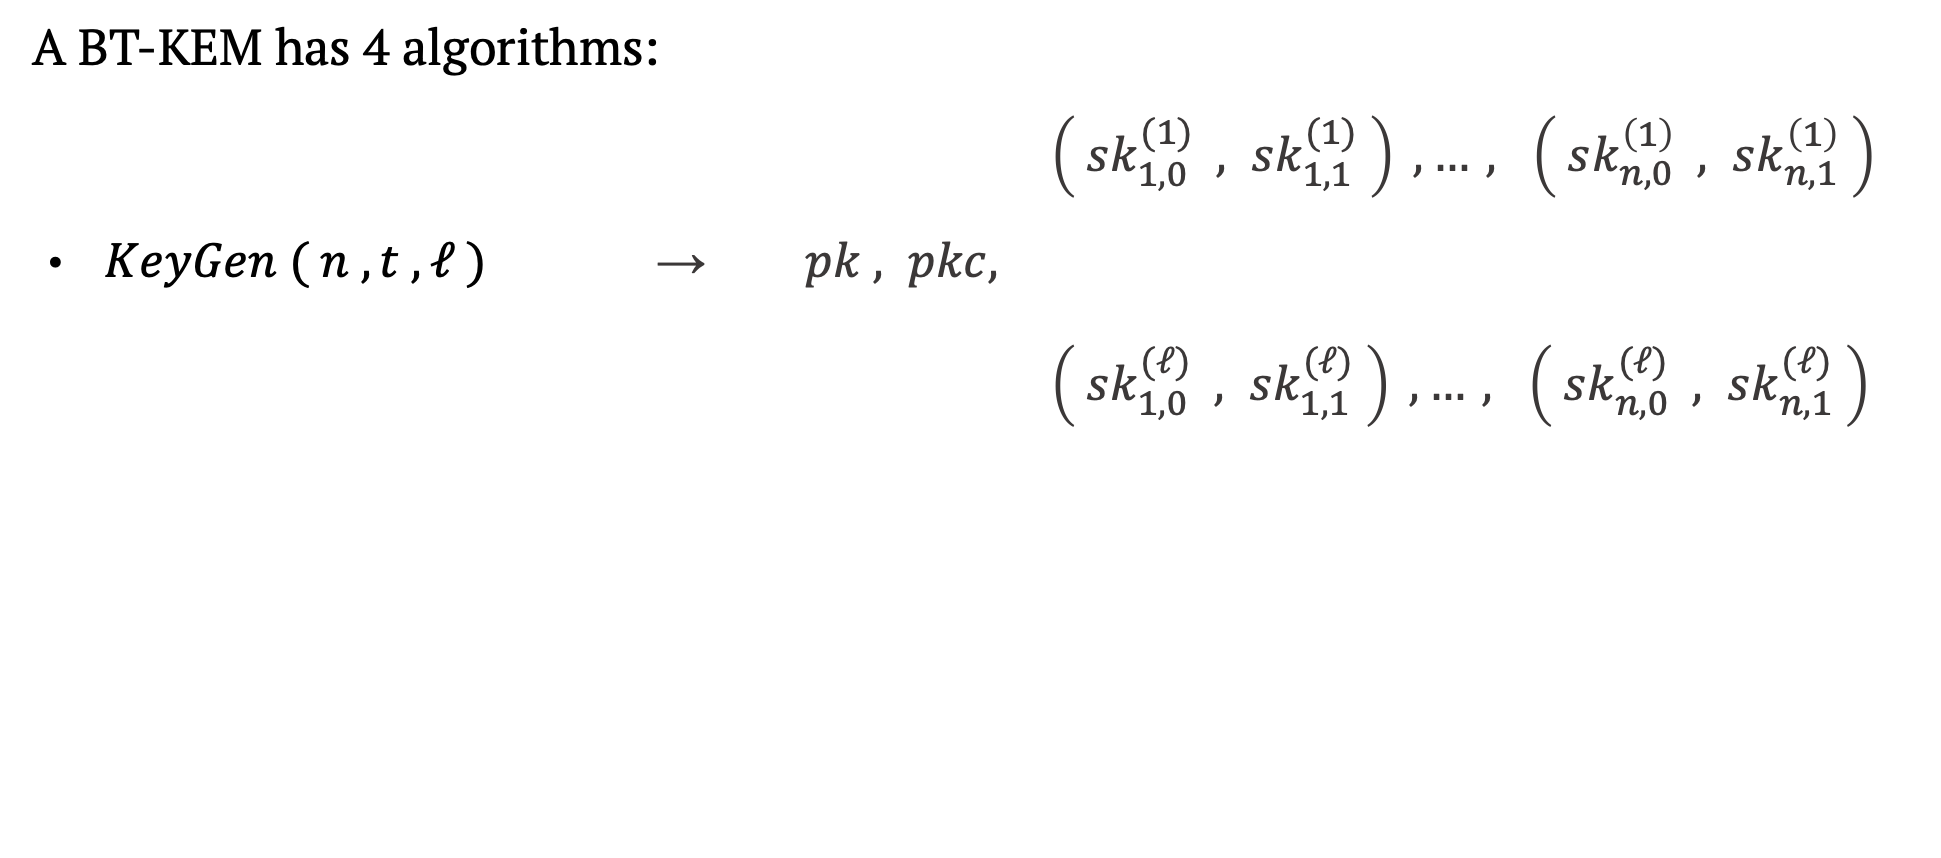 A BT-KEM has 4 algorithms:
( sk_{1,0}^{(1)} , sk_{1,1}^{(1)} ) , ... , ( sk_{n,0}^{(1)} , sk_{n,1}^{(1)} )
• KeyGen ( n , t , ℓ ) → pk , pkc,
( sk_{1,0}^{(ℓ)} , sk_{1,1}^{(ℓ)} ) , ... , ( sk_{n,0}^{(ℓ)} , sk_{n,1}^{(ℓ)} )